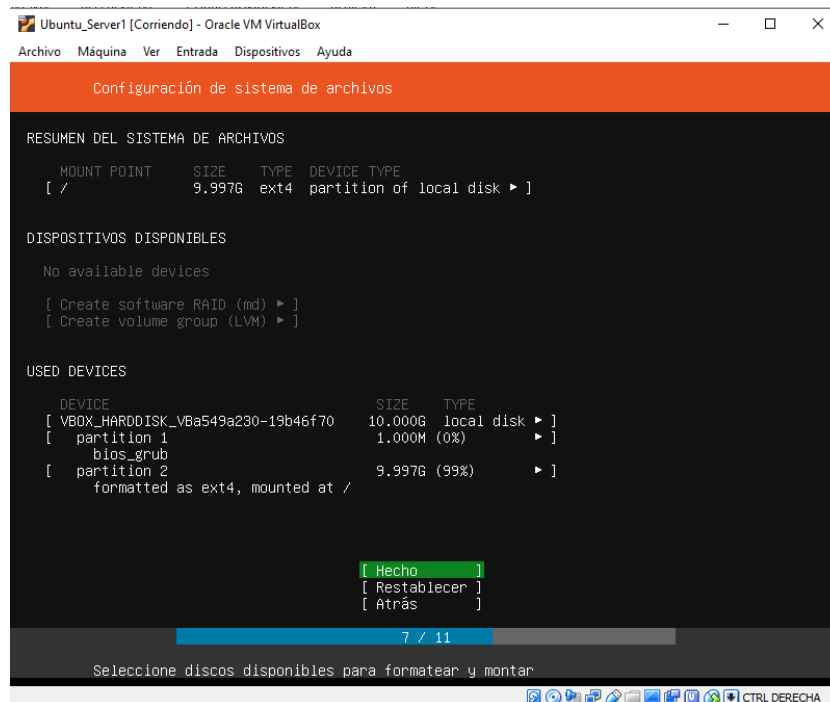 Ubuntu_Server1 [Corriendo] - Oracle VM VirtualBox
Archivo Máquina Ver Entrada Dispositivos Ayuda
Configuración de sistema de archivos
RESUMEN DEL SISTEMA DE ARCHIVOS
MOUNT POINT SIZE TYPE DEVICE TYPE
[ / 9.997G ext4 partition of local disk ▸ ]
DISPOSITIVOS DISPONIBLES
No available devices
[ Create software RAID (md) ▸ ]
[ Create volume group (LVM) ▸ ]
USED DEVICES
DEVICE SIZE TYPE
[ VBOX_HARDDISK_VBa549a230-19b46f70 10.000G local disk ▸ ]
[ partition 1 1.000M (0%) ▸ ]
bios_grub
[ partition 2 9.997G (99%) ▸ ]
formatted as ext4, mounted at /
[ Hecho ]
[ Restablecer ]
[ Atrás ]
7 / 11
Seleccione discos disponibles para formatear y montar
CTRL DERECHA